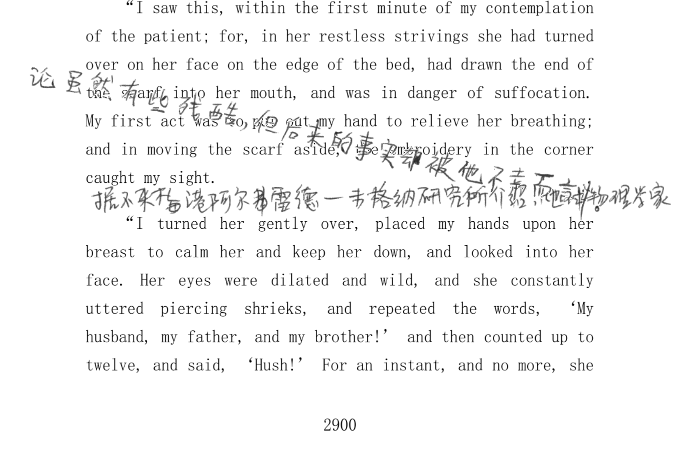 “I saw this, within the first minute of my contemplation
of the patient; for, in her restless strivings she had turned
over on her face on the edge of the bed, had drawn the end of
the scarf into her mouth, and was in danger of suffocation.
论虽然有些残酷,但后来的事实却被他不幸而言中。
My first act was to put out my hand to relieve her breathing;
and in moving the scarf aside, the embroidery in the corner
caught my sight.
据不来梅港阿尔弗雷德—韦格纳研究所介绍,地球物理学家
“I turned her gently over, placed my hands upon her
breast to calm her and keep her down, and looked into her
face. Her eyes were dilated and wild, and she constantly
uttered piercing shrieks, and repeated the words, ‘My
husband, my father, and my brother!’ and then counted up to
twelve, and said, ‘Hush!’ For an instant, and no more, she
2900